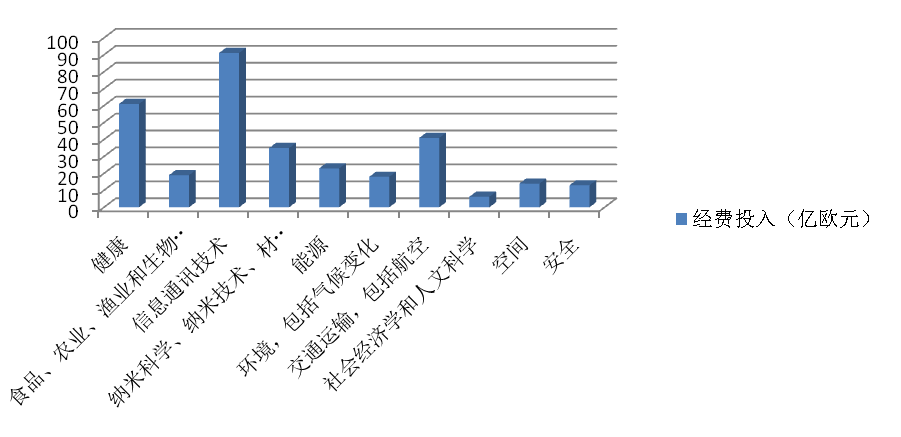 100
90
80
70
60
50
40
30
20
10
0
健康
食品、农业、渔业和生物…
信息通讯技术
纳米科学、纳米技术、材…
能源
环境，包括气候变化
交通运输，包括航空
社会经济学和人文科学
空间
安全
经费投入（亿欧元）